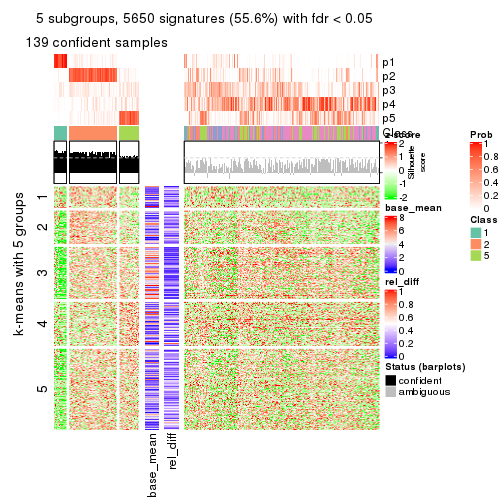 5 subgroups, 5650 signatures (55.6%) with fdr < 0.05
139 confident samples
p1
p2
p3
p4
p5
Class
Silhouette
score
k-means with 5 groups
1
2
3
4
5
base_mean
rel_diff
z-score
2
1
0
-1
-2
base_mean
8
6
4
2
0
rel_diff
1
0.8
0.6
0.4
0.2
0
Status (barplots)
confident
ambiguous
Prob
1
0.8
0.6
0.4
0.2
0
Class
1
2
5